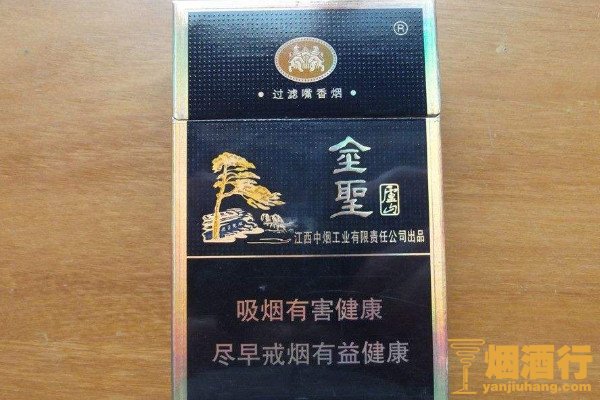 ®
· 过滤嘴香烟 ·
金聖
庐山
江西中烟工业有限责任公司出品
吸烟有害健康
尽早戒烟有益健康
烟酒行
yanjiuhang.com